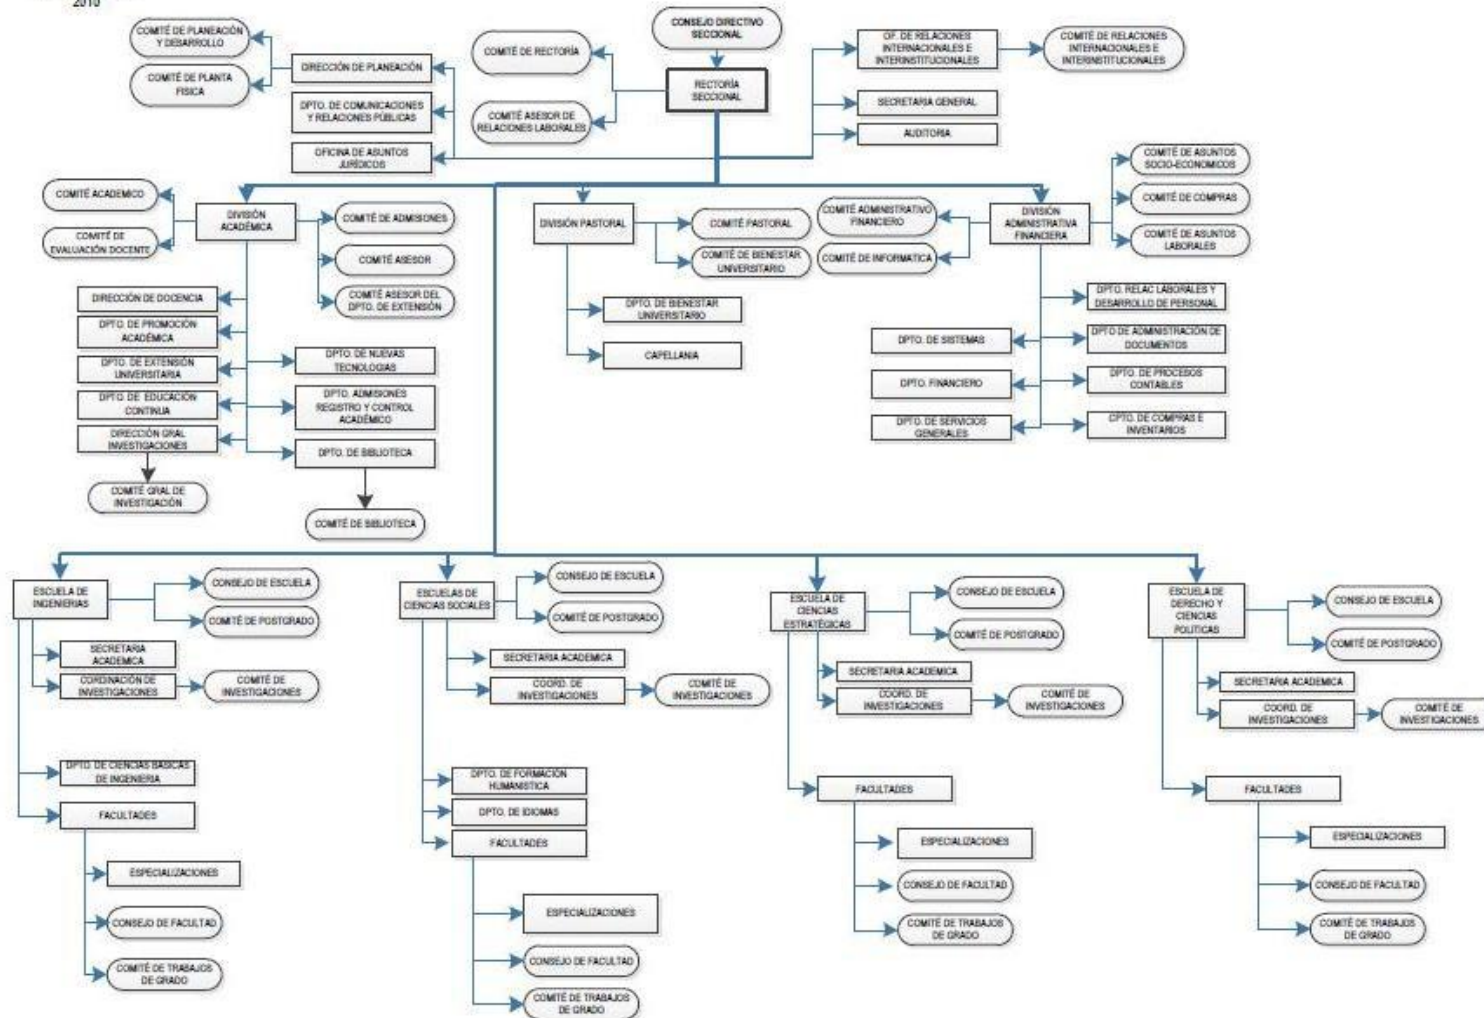 2010
CONSEJO DIRECTIVO
SECCIONAL
RECTORÍA
SECCIONAL
COMITÉ DE RECTORÍA
COMITÉ ASESOR DE
RELACIONES LABORALES
COMITÉ DE PLANEACIÓN
Y DESARROLLO
COMITÉ DE PLANTA
FISICA
DIRECCIÓN DE PLANEACIÓN
DPTO. DE COMUNICACIONES
Y RELACIONES PÚBLICAS
OFICINA DE ASUNTOS
JURÍDICOS
OF. DE RELACIONES
INTERNACIONALES E
INTERINSTITUCIONALES
COMITÉ DE RELACIONES
INTERNACIONALES E
INTERINSTITUCIONALES
SECRETARIA GENERAL
AUDITORIA
COMITÉ ACADEMICO
COMITÉ DE
EVALUACIÓN DOCENTE
DIVISIÓN
ACADÉMICA
COMITÉ DE ADMISIONES
COMITÉ ASESOR
COMITÉ ASESOR DEL
DPTO. DE EXTENSIÓN
DIRECCIÓN DE DOCENCIA
DPTO. DE PROMOCIÓN
ACADÉMICA
DPTO. DE EXTENSIÓN
UNIVERSITARIA
DPTO. DE EDUCACIÓN
CONTINUA
DIRECCIÓN GRAL
INVESTIGACIONES
COMITÉ GRAL DE
INVESTIGACIÓN
DPTO. DE NUEVAS
TECNOLOGIAS
DPTO. ADMISIONES
REGISTRO Y CONTROL
ACADÉMICO
DPTO. DE BIBLIOTECA
COMITÉ DE BIBLIOTECA
DIVISIÓN PASTORAL
COMITÉ PASTORAL
COMITÉ DE BIENESTAR
UNIVERSITARIO
DPTO. DE BIENESTAR
UNIVERSITARIO
CAPELLANIA
COMITÉ ADMINISTRATIVO
FINANCIERO
COMITÉ DE INFORMATICA
DIVISIÓN
ADMINISTRATIVA
FINANCIERA
COMITÉ DE ASUNTOS
SOCIO-ECONOMICOS
COMITÉ DE COMPRAS
COMITÉ DE ASUNTOS
LABORALES
DPTO. RELAC LABORALES Y
DESARROLLO DE PERSONAL
DPTO. DE SISTEMAS
DPTO DE ADMINISTRACIÓN DE
DOCUMENTOS
DPTO. FINANCIERO
DPTO. DE PROCESOS
CONTABLES
DPTO. DE SERVICIOS
GENERALES
CPTO. DE COMPRAS E
INVENTARIOS
ESCUELA DE
INGENIERIAS
CONSEJO DE ESCUELA
COMITÉ DE POSTGRADO
SECRETARIA
ACADEMICA
CORDINACIÓN DE
INVESTIGACIONES
COMITÉ DE
INVESTIGACIONES
DPTO. DE CIENCIAS BÁSICAS
DE INGENIERIA
FACULTADES
ESPECIALIZACIONES
CONSEJO DE FACULTAD
COMITÉ DE TRABAJOS
DE GRADO
ESCUELAS DE
CIENCIAS SOCIALES
CONSEJO DE ESCUELA
COMITÉ DE POSTGRADO
SECRETARIA ACADEMICA
COORD. DE
INVESTIGACIONES
COMITÉ DE
INVESTIGACIONES
DPTO. DE FORMACIÓN
HUMANISTICA
DPTO. DE IDIOMAS
FACULTADES
ESPECIALIZACIONES
CONSEJO DE FACULTAD
COMITÉ DE TRABAJOS
DE GRADO
ESCUELA DE
CIENCIAS
ESTRATÉGICAS
CONSEJO DE ESCUELA
COMITÉ DE POSTGRADO
SECRETARIA ACADEMICA
COORD. DE
INVESTIGACIONES
COMITÉ DE
INVESTIGACIONES
FACULTADES
ESPECIALIZACIONES
CONSEJO DE FACULTAD
COMITÉ DE TRABAJOS
DE GRADO
ESCUELA DE
DERECHO Y
CIENCIAS
POLÍTICAS
CONSEJO DE ESCUELA
COMITÉ DE POSTGRADO
SECRETARIA ACADEMICA
COORD. DE
INVESTIGACIONES
COMITÉ DE
INVESTIGACIONES
FACULTADES
ESPECIALIZACIONES
CONSEJO DE FACULTAD
COMITÉ DE TRABAJOS
DE GRADO